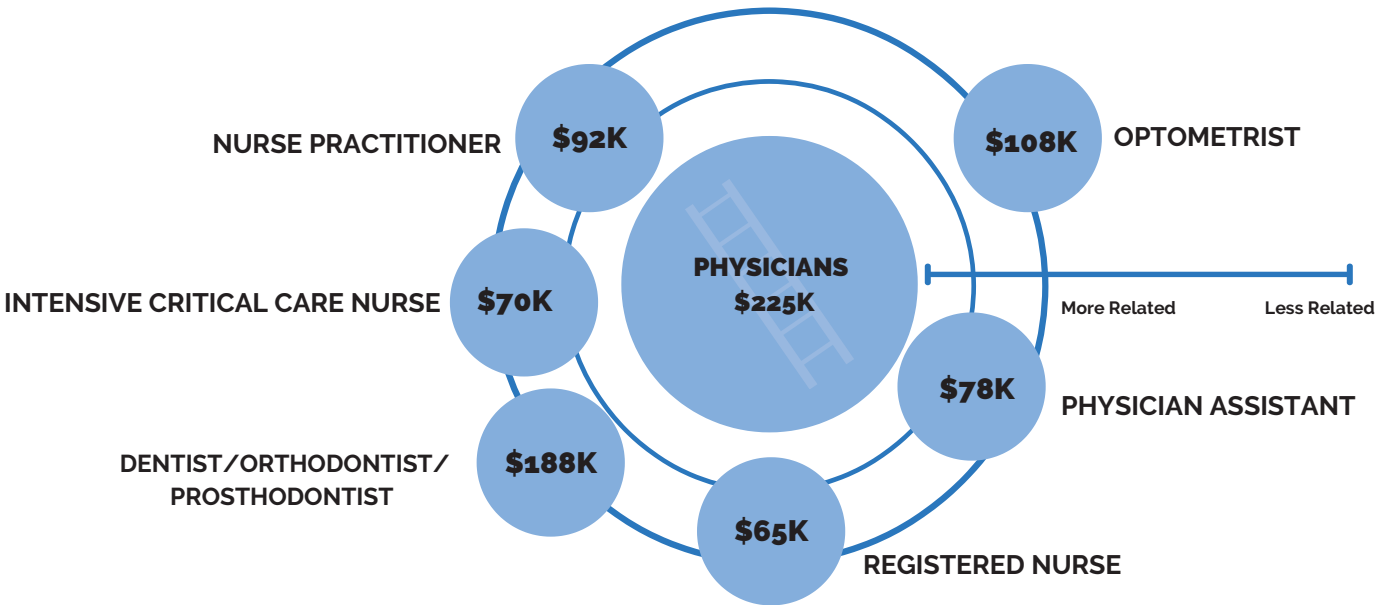 NURSE PRACTITIONER
$92K
$108K
OPTOMETRIST
PHYSICIANS
$225K
INTENSIVE CRITICAL CARE NURSE
$70K
More Related
Less Related
$78K
PHYSICIAN ASSISTANT
DENTIST/ORTHODONTIST/
PROSTHODONTIST
$188K
$65K
REGISTERED NURSE